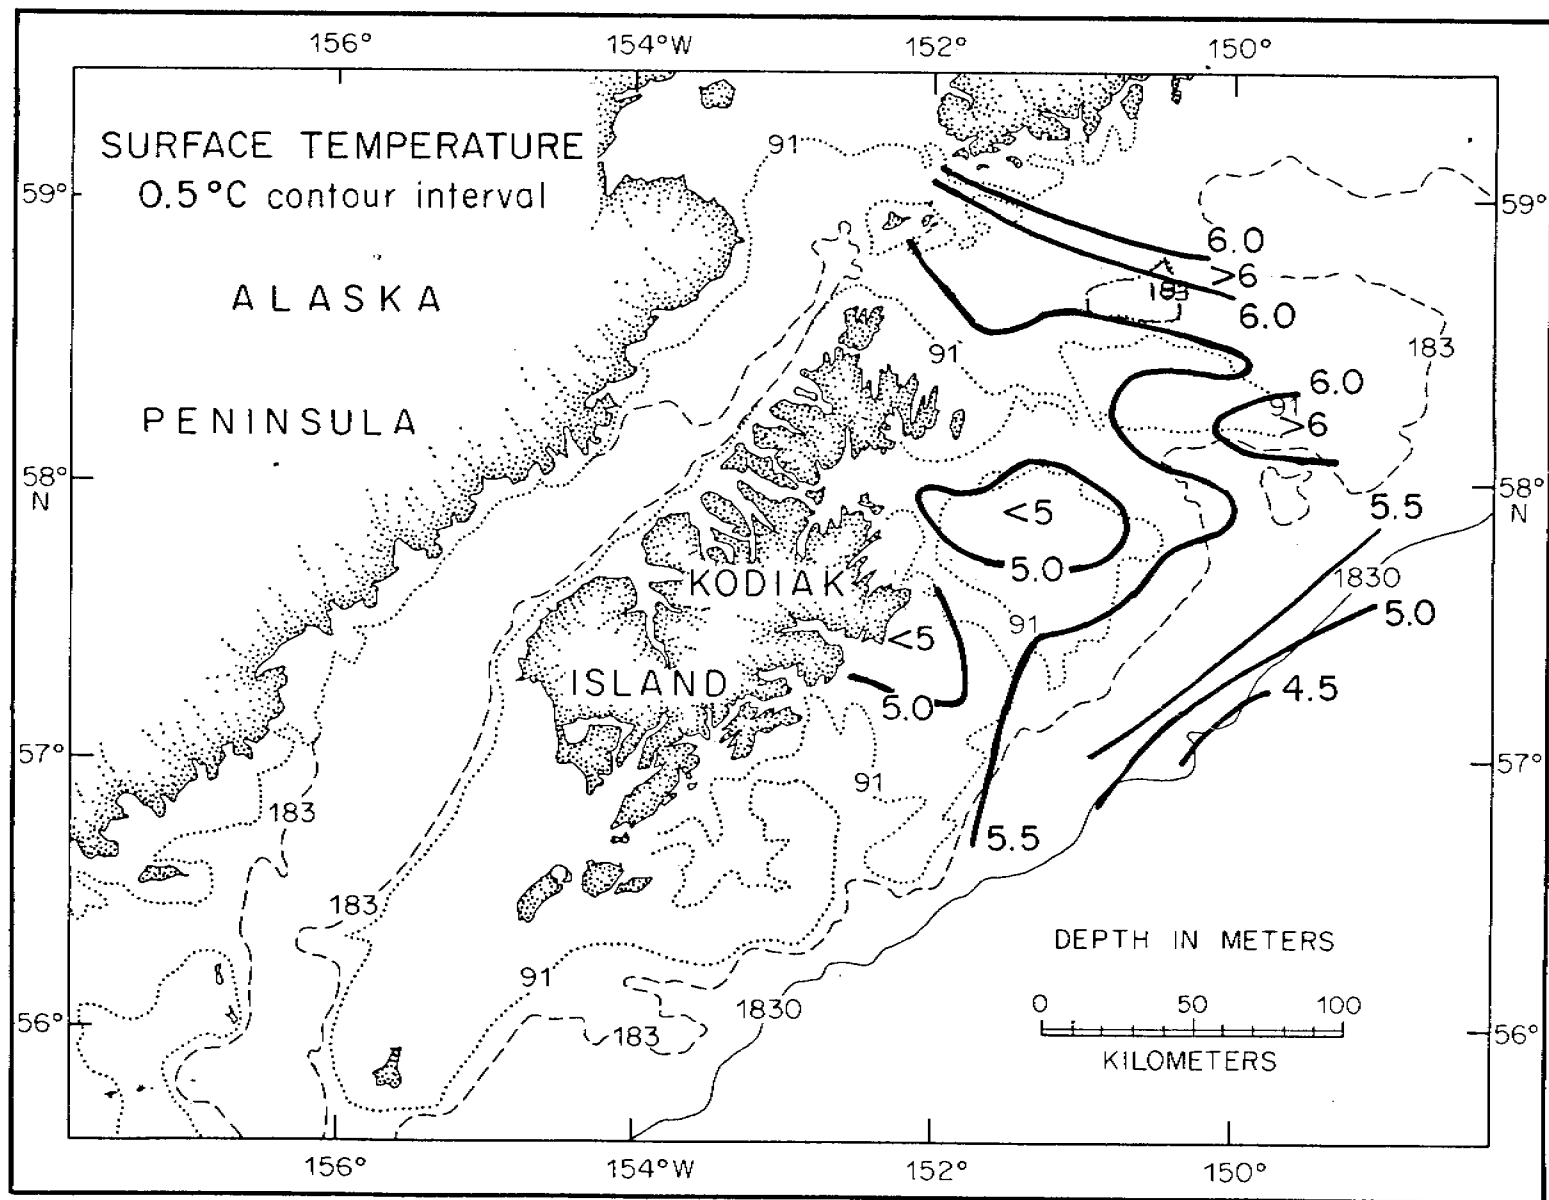 156° 154°W 152° 150°
SURFACE TEMPERATURE
0.5°C contour interval
91
59° 59°
6.0
>6
183
6.0
ALASKA
91
183
6.0
91
>6
PENINSULA
58° 58°
N N
<5
5.5
5.0
1830
KODIAK
5.0
91
<5
ISLAND
5.0
4.5
57° 57°
91
183
5.5
183
DEPTH IN METERS
91
1830
0 50 100
56° 56°
183
KILOMETERS
156° 154°W 152° 150°